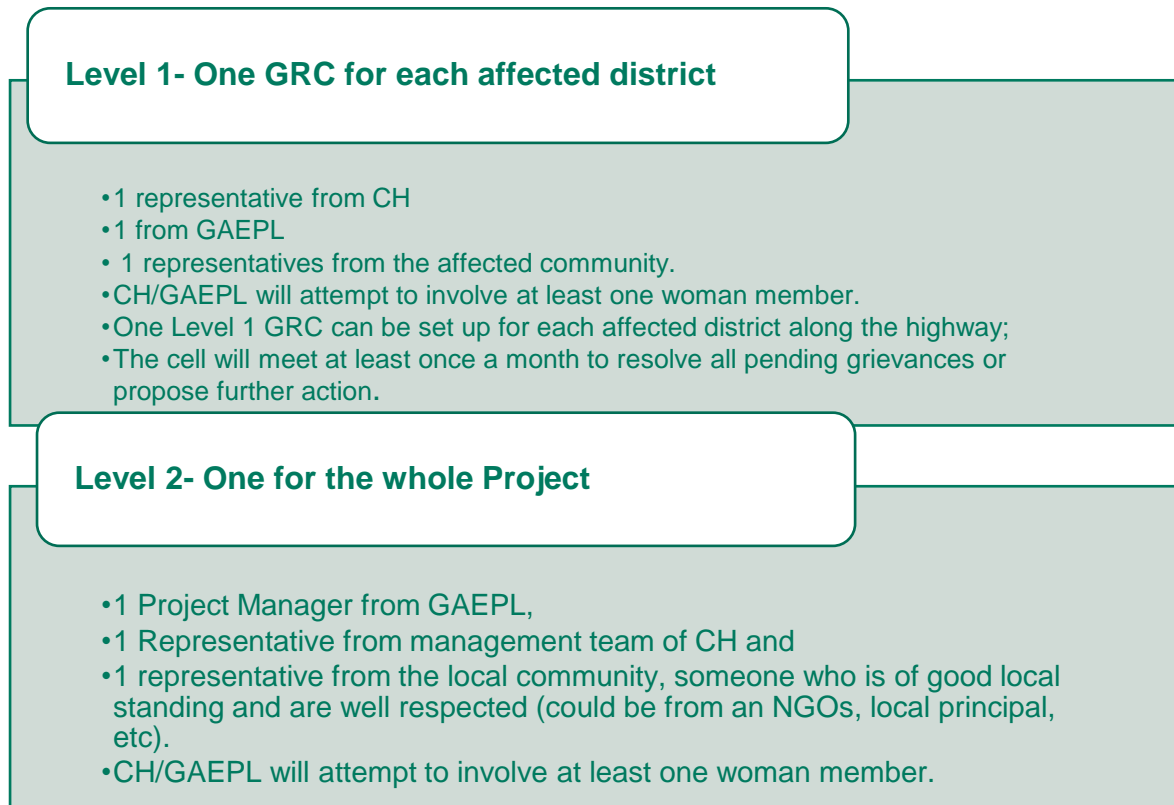 Level 1- One GRC for each affected district
•1 representative from CH
•1 from GAEPL
• 1 representatives from the affected community.
•CH/GAEPL will attempt to involve at least one woman member.
•One Level 1 GRC can be set up for each affected district along the highway;
•The cell will meet at least once a month to resolve all pending grievances or
propose further action.
Level 2- One for the whole Project
•1 Project Manager from GAEPL,
•1 Representative from management team of CH and
•1 representative from the local community, someone who is of good local
standing and are well respected (could be from an NGOs, local principal,
etc).
•CH/GAEPL will attempt to involve at least one woman member.